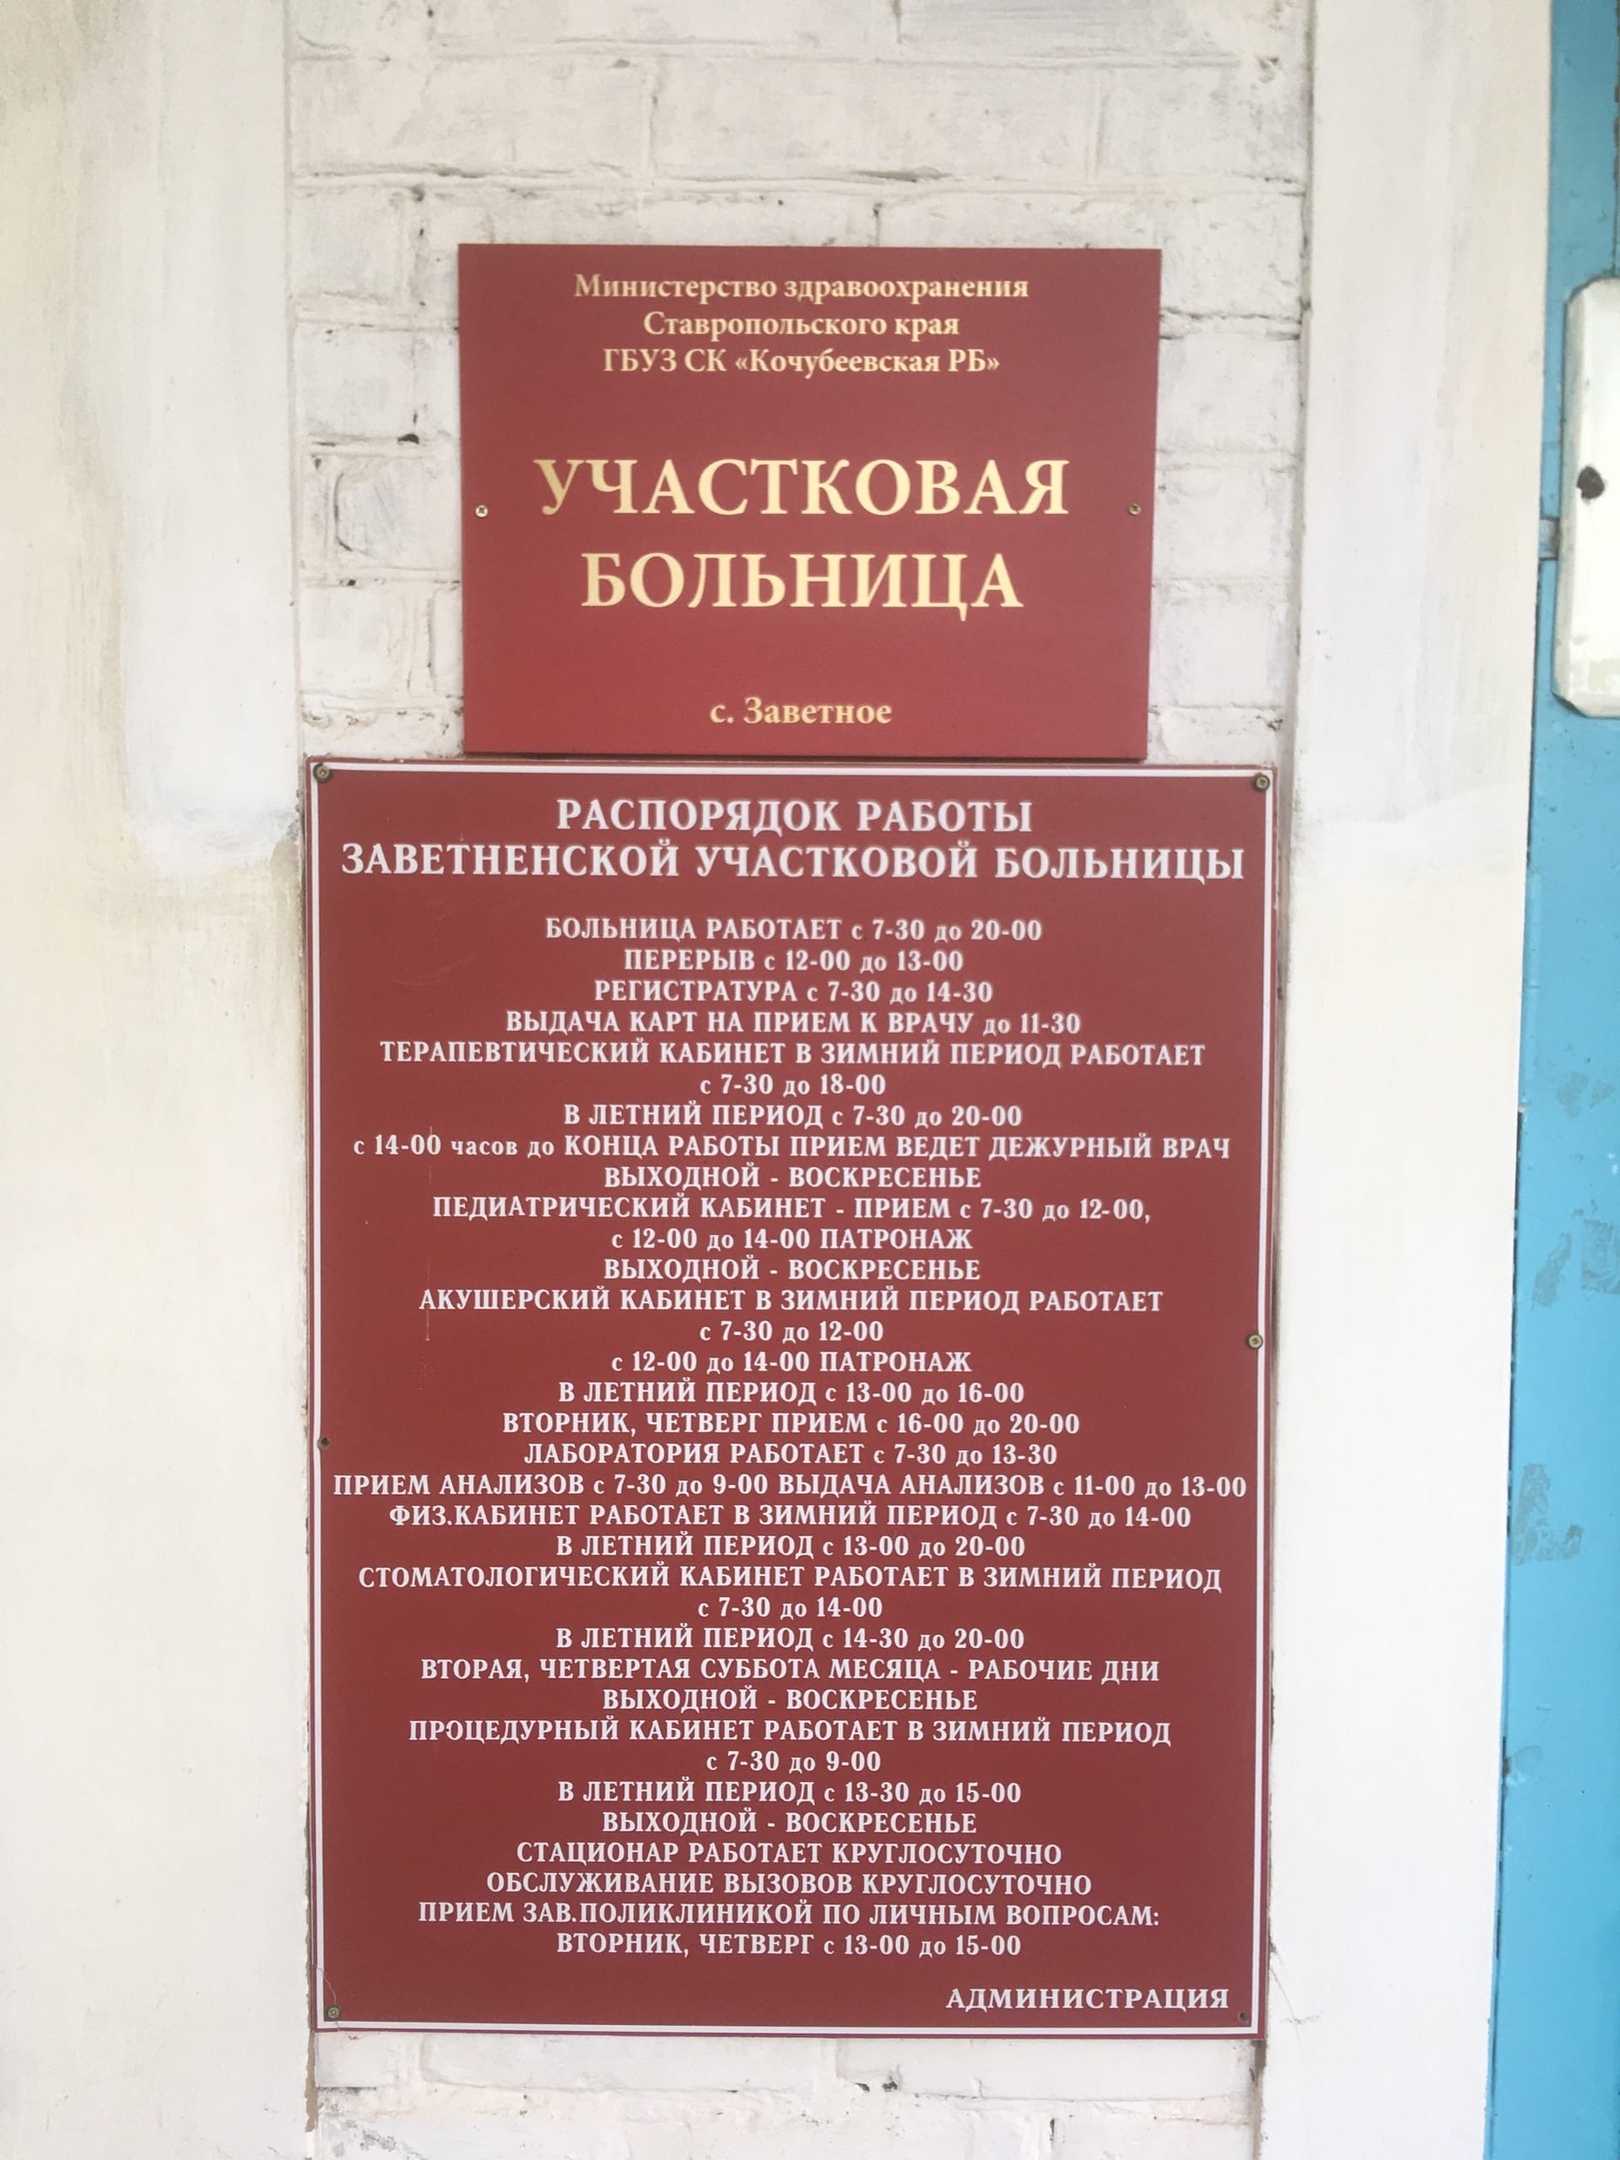 Министерство здравоохранения
Ставропольского края
ГБУЗ СК «Кочубеевская РБ»
УЧАСТКОВАЯ
БОЛЬНИЦА
с. Заветное
РАСПОРЯДОК РАБОТЫ
ЗАВЕТНЕНСКОЙ УЧАСТКОВОЙ БОЛЬНИЦЫ
БОЛЬНИЦА РАБОТАЕТ с 7-30 до 20-00
ПЕРЕРЫВ с 12-00 до 13-00
РЕГИСТРАТУРА с 7-30 до 14-30
ВЫДАЧА КАРТ НА ПРИЕМ К ВРАЧУ до 11-30
ТЕРАПЕВТИЧЕСКИЙ КАБИНЕТ В ЗИМНИЙ ПЕРИОД РАБОТАЕТ
с 7-30 до 18-00
В ЛЕТНИЙ ПЕРИОД с 7-30 до 20-00
с 14-00 часов до КОНЦА РАБОТЫ ПРИЕМ ВЕДЕТ ДЕЖУРНЫЙ ВРАЧ
ВЫХОДНОЙ - ВОСКРЕСЕНЬЕ
ПЕДИАТРИЧЕСКИЙ КАБИНЕТ - ПРИЕМ с 7-30 до 12-00,
с 12-00 до 14-00 ПАТРОНАЖ
ВЫХОДНОЙ - ВОСКРЕСЕНЬЕ
АКУШЕРСКИЙ КАБИНЕТ В ЗИМНИЙ ПЕРИОД РАБОТАЕТ
с 7-30 до 12-00
с 12-00 до 14-00 ПАТРОНАЖ
В ЛЕТНИЙ ПЕРИОД с 13-00 до 16-00
ВТОРНИК, ЧЕТВЕРГ ПРИЕМ с 16-00 до 20-00
ЛАБОРАТОРИЯ РАБОТАЕТ с 7-30 до 13-30
ПРИЕМ АНАЛИЗОВ с 7-30 до 9-00 ВЫДАЧА АНАЛИЗОВ с 11-00 до 13-00
ФИЗ.КАБИНЕТ РАБОТАЕТ В ЗИМНИЙ ПЕРИОД с 7-30 до 14-00
В ЛЕТНИЙ ПЕРИОД с 13-00 до 20-00
СТОМАТОЛОГИЧЕСКИЙ КАБИНЕТ РАБОТАЕТ В ЗИМНИЙ ПЕРИОД
с 7-30 до 14-00
В ЛЕТНИЙ ПЕРИОД с 14-30 до 20-00
ВТОРАЯ, ЧЕТВЕРТАЯ СУББОТА МЕСЯЦА - РАБОЧИЕ ДНИ
ВЫХОДНОЙ - ВОСКРЕСЕНЬЕ
ПРОЦЕДУРНЫЙ КАБИНЕТ РАБОТАЕТ В ЗИМНИЙ ПЕРИОД
с 7-30 до 9-00
В ЛЕТНИЙ ПЕРИОД с 13-30 до 15-00
ВЫХОДНОЙ - ВОСКРЕСЕНЬЕ
СТАЦИОНАР РАБОТАЕТ КРУГЛОСУТОЧНО
ОБСЛУЖИВАНИЕ ВЫЗОВОВ КРУГЛОСУТОЧНО
ПРИЕМ ЗАВ.ПОЛИКЛИНИКОЙ ПО ЛИЧНЫМ ВОПРОСАМ:
ВТОРНИК, ЧЕТВЕРГ с 13-00 до 15-00
АДМИНИСТРАЦИЯ